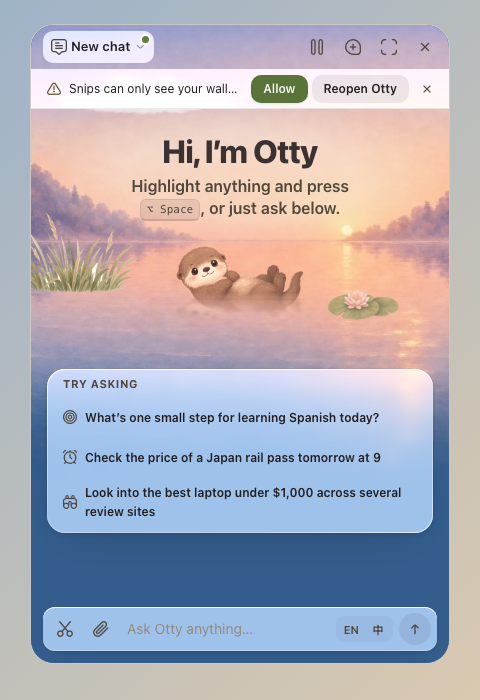 New chat
Snips can only see your wall...
Allow
Reopen Otty
Hi, I’m Otty
Highlight anything and press
⌥ Space, or just ask below.
TRY ASKING
What’s one small step for learning Spanish today?
Check the price of a Japan rail pass tomorrow at 9
Look into the best laptop under $1,000 across several
review sites
Ask Otty anything...
EN 中